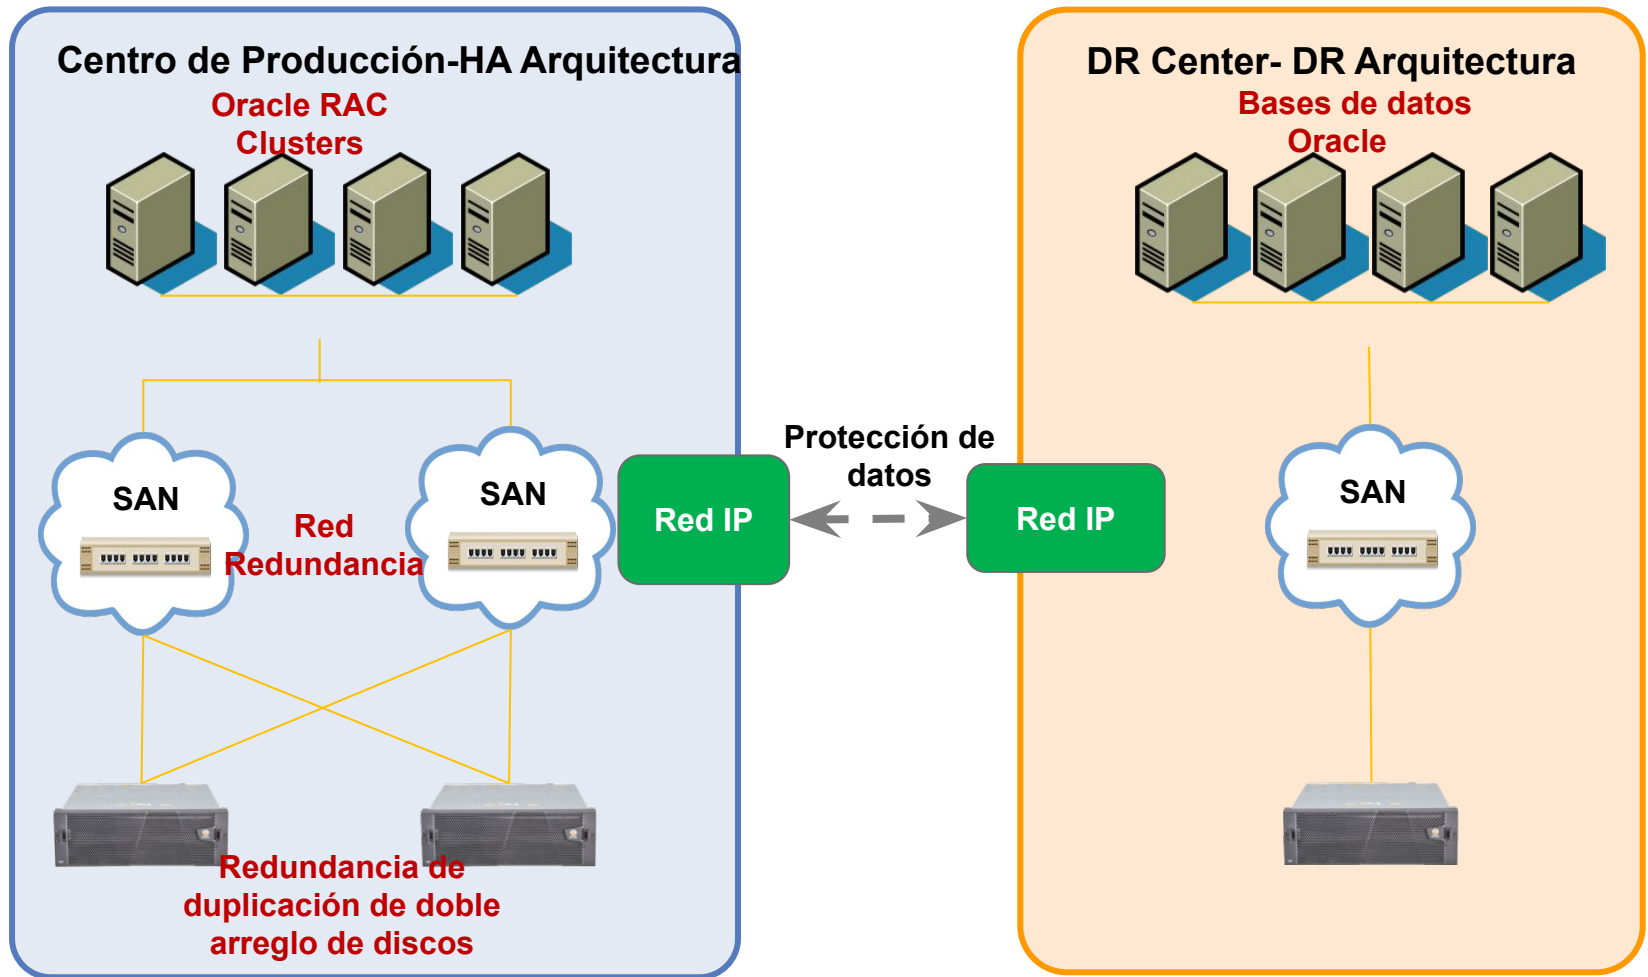 Centro de Producción-HA Arquitectura
Oracle RAC
Clusters
SAN
SAN
Red
Redundancia
Red IP
Redundancia de
duplicación de doble
arreglo de discos
Protección de
datos
DR Center- DR Arquitectura
Bases de datos
Oracle
Red IP
SAN